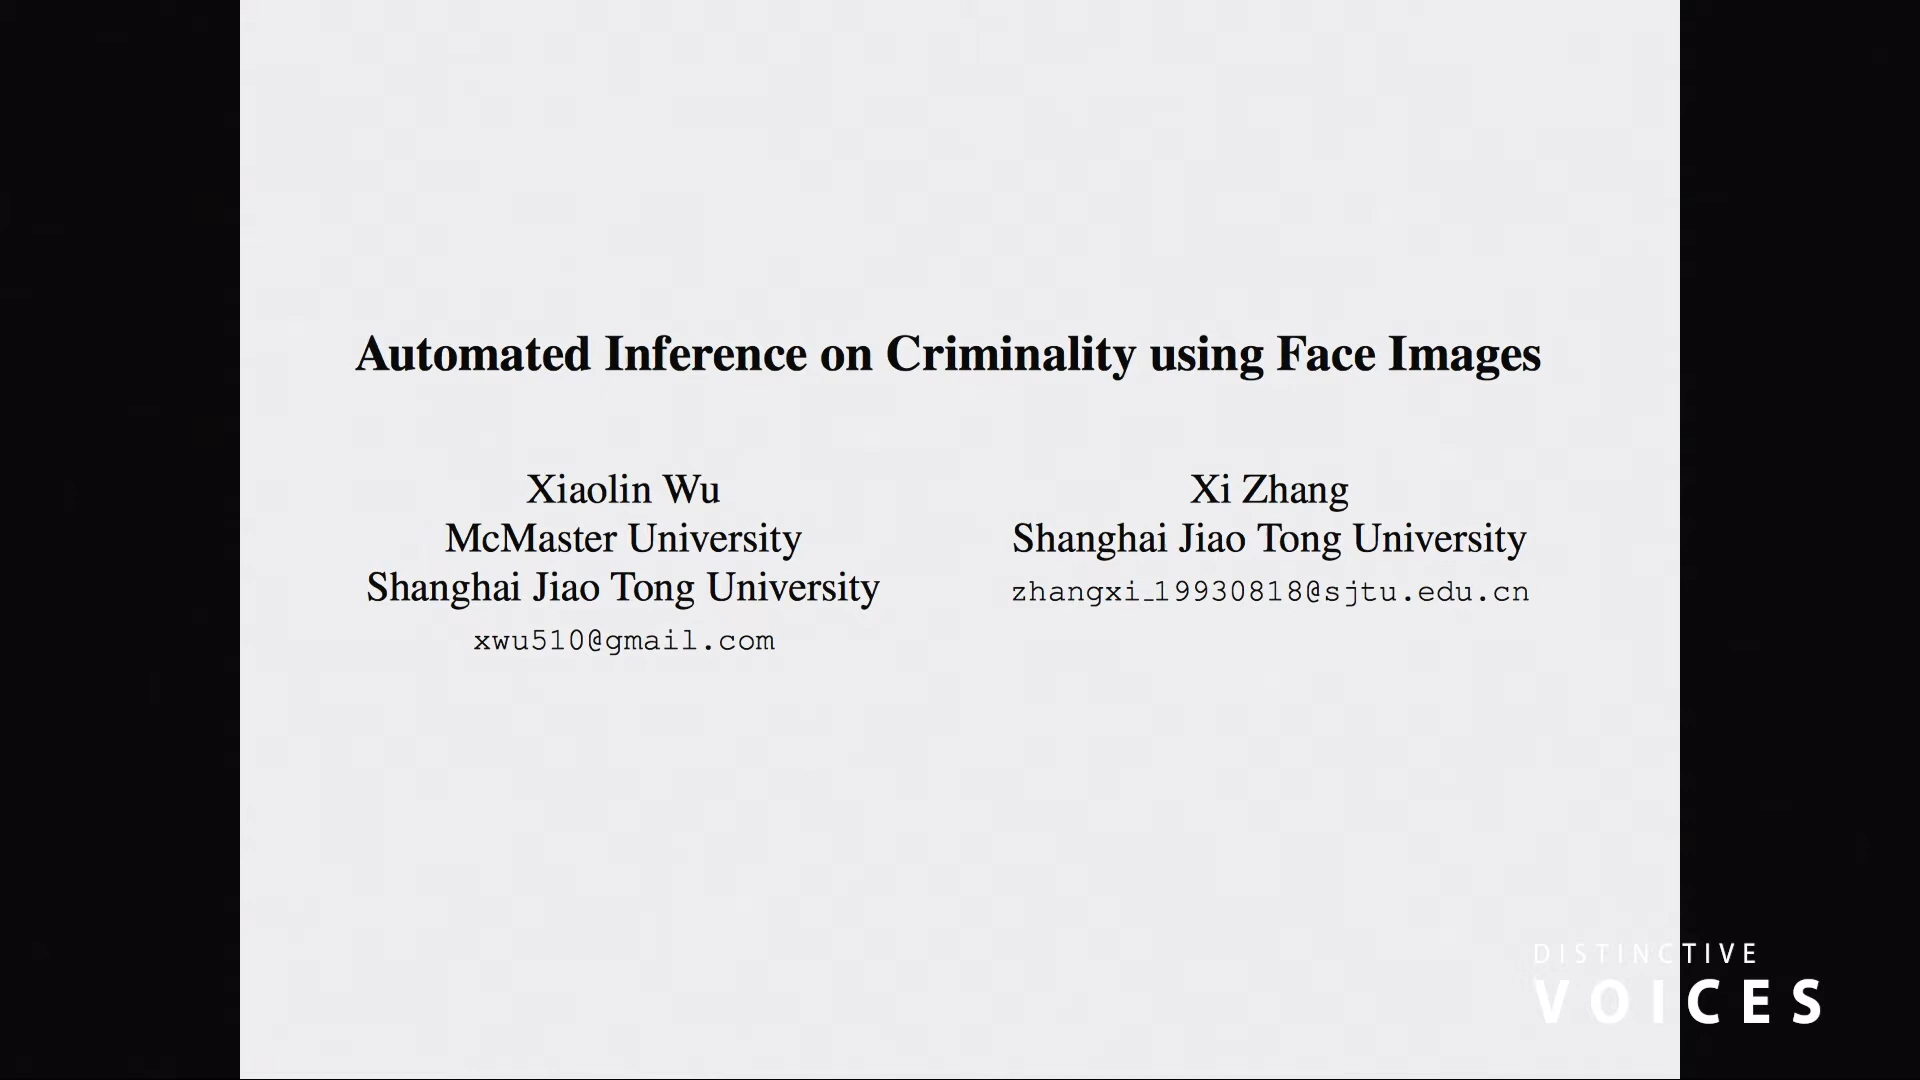 Automated Inference on Criminality using Face Images
Xiaolin Wu
McMaster University
Shanghai Jiao Tong University
xwu510@gmail.com
Xi Zhang
Shanghai Jiao Tong University
zhangxi_19930818@sjtu.edu.cn
DISTINCTIVE
VOICES